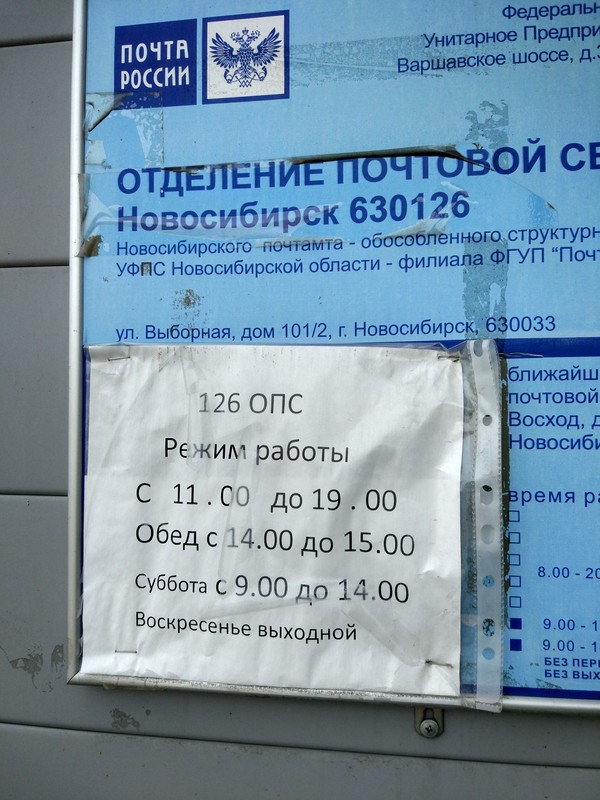 ПОЧТА
РОССИИ
Федеральн
Унитарное Предпри
Варшавское шоссе, д.3
ОТДЕЛЕНИЕ ПОЧТОВОЙ СВ
Новосибирск 630126
Новосибирского почтамта - обособленного структурн
УФПС Новосибирской области - филиала ФГУП "Почт
ул. Выборная, дом 101/2, г. Новосибирск, 630033
126 ОПС
Режим работы
С 11.00 до 19.00
Обед с 14.00 до 15.00
Суббота с 9.00 до 14.00
Воскресенье выходной
ближайш
почтовой
Восход, д
Новосиби
время ра
8.00 - 20
9.00 - 1
9.00 - 1
БЕЗ ПЕР
БЕЗ ВЫХ